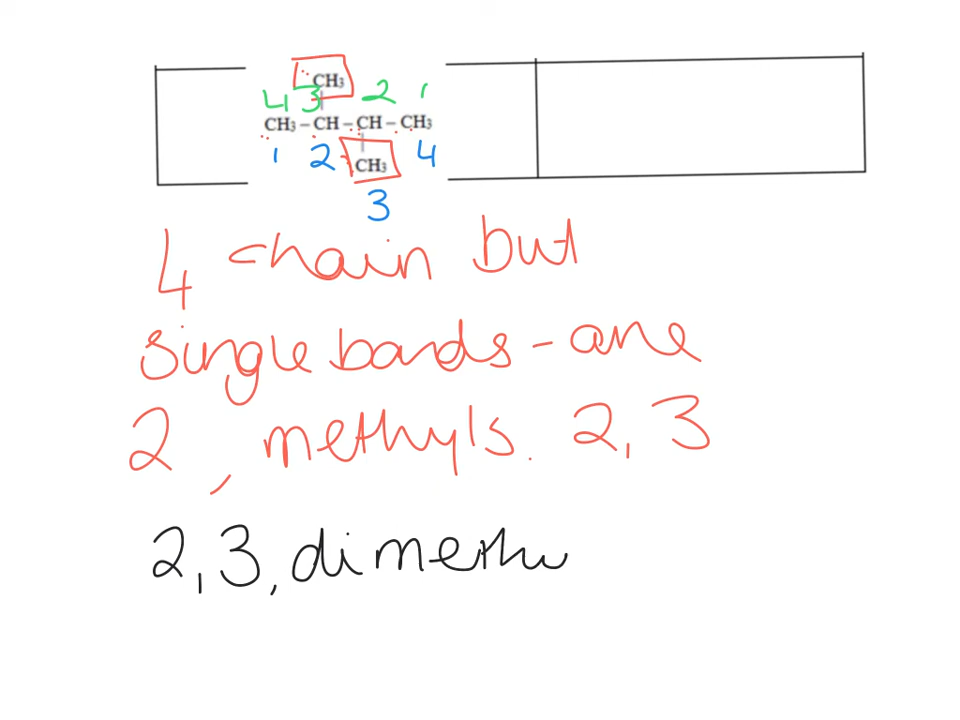 CH₃
4 3 2 1
CH₃ – CH – CH – CH₃
1 2 CH₃ 4
3
4 chain but
single bonds - ane
2, methyls. 2, 3
2, 3, dimethy